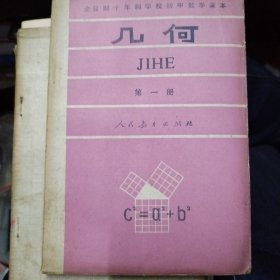 全日制十年制学校初中数学课本
几何
JIHE
第一册
人民教育出版社
c²=a²+b²